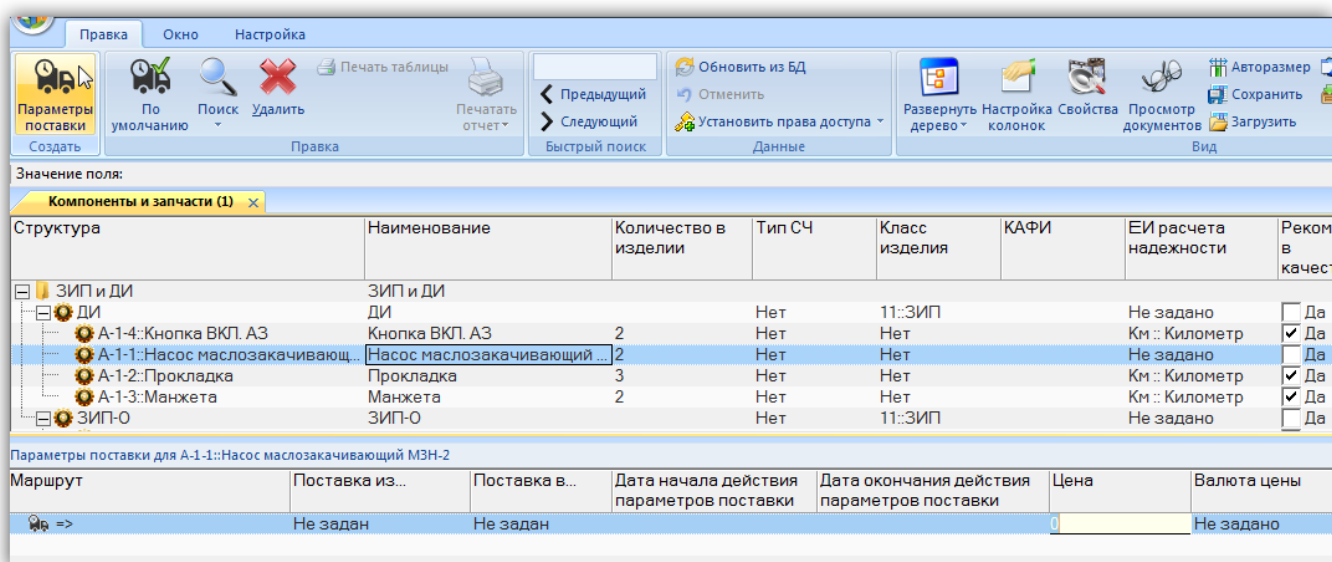 Правка Окно Настройка
Параметры поставки По умолчанию Поиск Удалить Печать таблицы Печатать отчет Предыдущий Следующий Обновить из БД Отменить Установить права доступа Развернуть дерево Настройка колонок Свойства Просмотр документов Авторазмер Сохранить Загрузить
Создать Правка Быстрый поиск Данные Вид
Значение поля:
Компоненты и запчасти (1)
Структура Наименование Количество в изделии Тип СЧ Класс изделия КАФИ ЕИ расчета надежности Реком в качест
ЗИП и ДИ ЗИП и ДИ
ДИ ДИ Нет 11::ЗИП Не задано Да
А-1-4::Кнопка ВКЛ. АЗ Кнопка ВКЛ. АЗ 2 Нет Нет Км :: Километр Да
А-1-1::Насос маслозакачивающ... Насос маслозакачивающий ... 2 Нет Нет Не задано Да
А-1-2::Прокладка Прокладка 3 Нет Нет Км :: Километр Да
А-1-3::Манжета Манжета 2 Нет Нет Км :: Километр Да
ЗИП-О ЗИП-О Нет 11::ЗИП Не задано Да
Параметры поставки для А-1-1::Насос маслозакачивающий МЗН-2
Маршрут Поставка из... Поставка в... Дата начала действия параметров поставки Дата окончания действия параметров поставки Цена Валюта цены
=> Не задан Не задан 0 Не задано